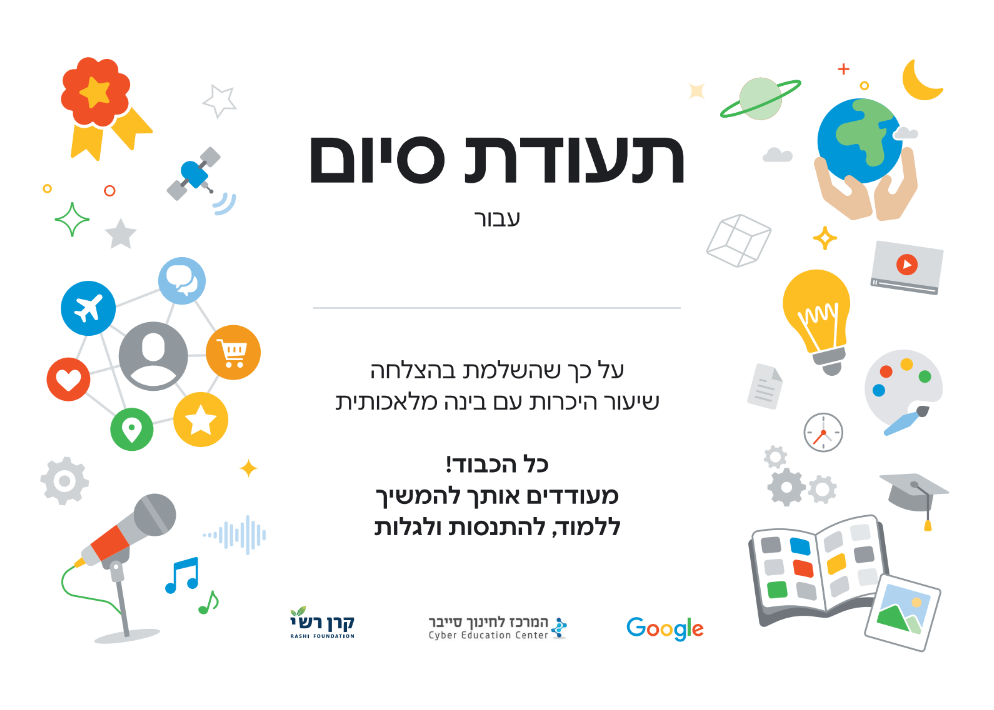 תעודת סיום
עבור
על כך שהשלמת בהצלחה
שיעור היכרות עם בינה מלאכותית
כל הכבוד!
מעודדים אותך להמשיך
ללמוד, להתנסות ולגלות
Google
המרכז לחינוך סייבר
Cyber Education Center
קרן רש״י
RASHI FOUNDATION